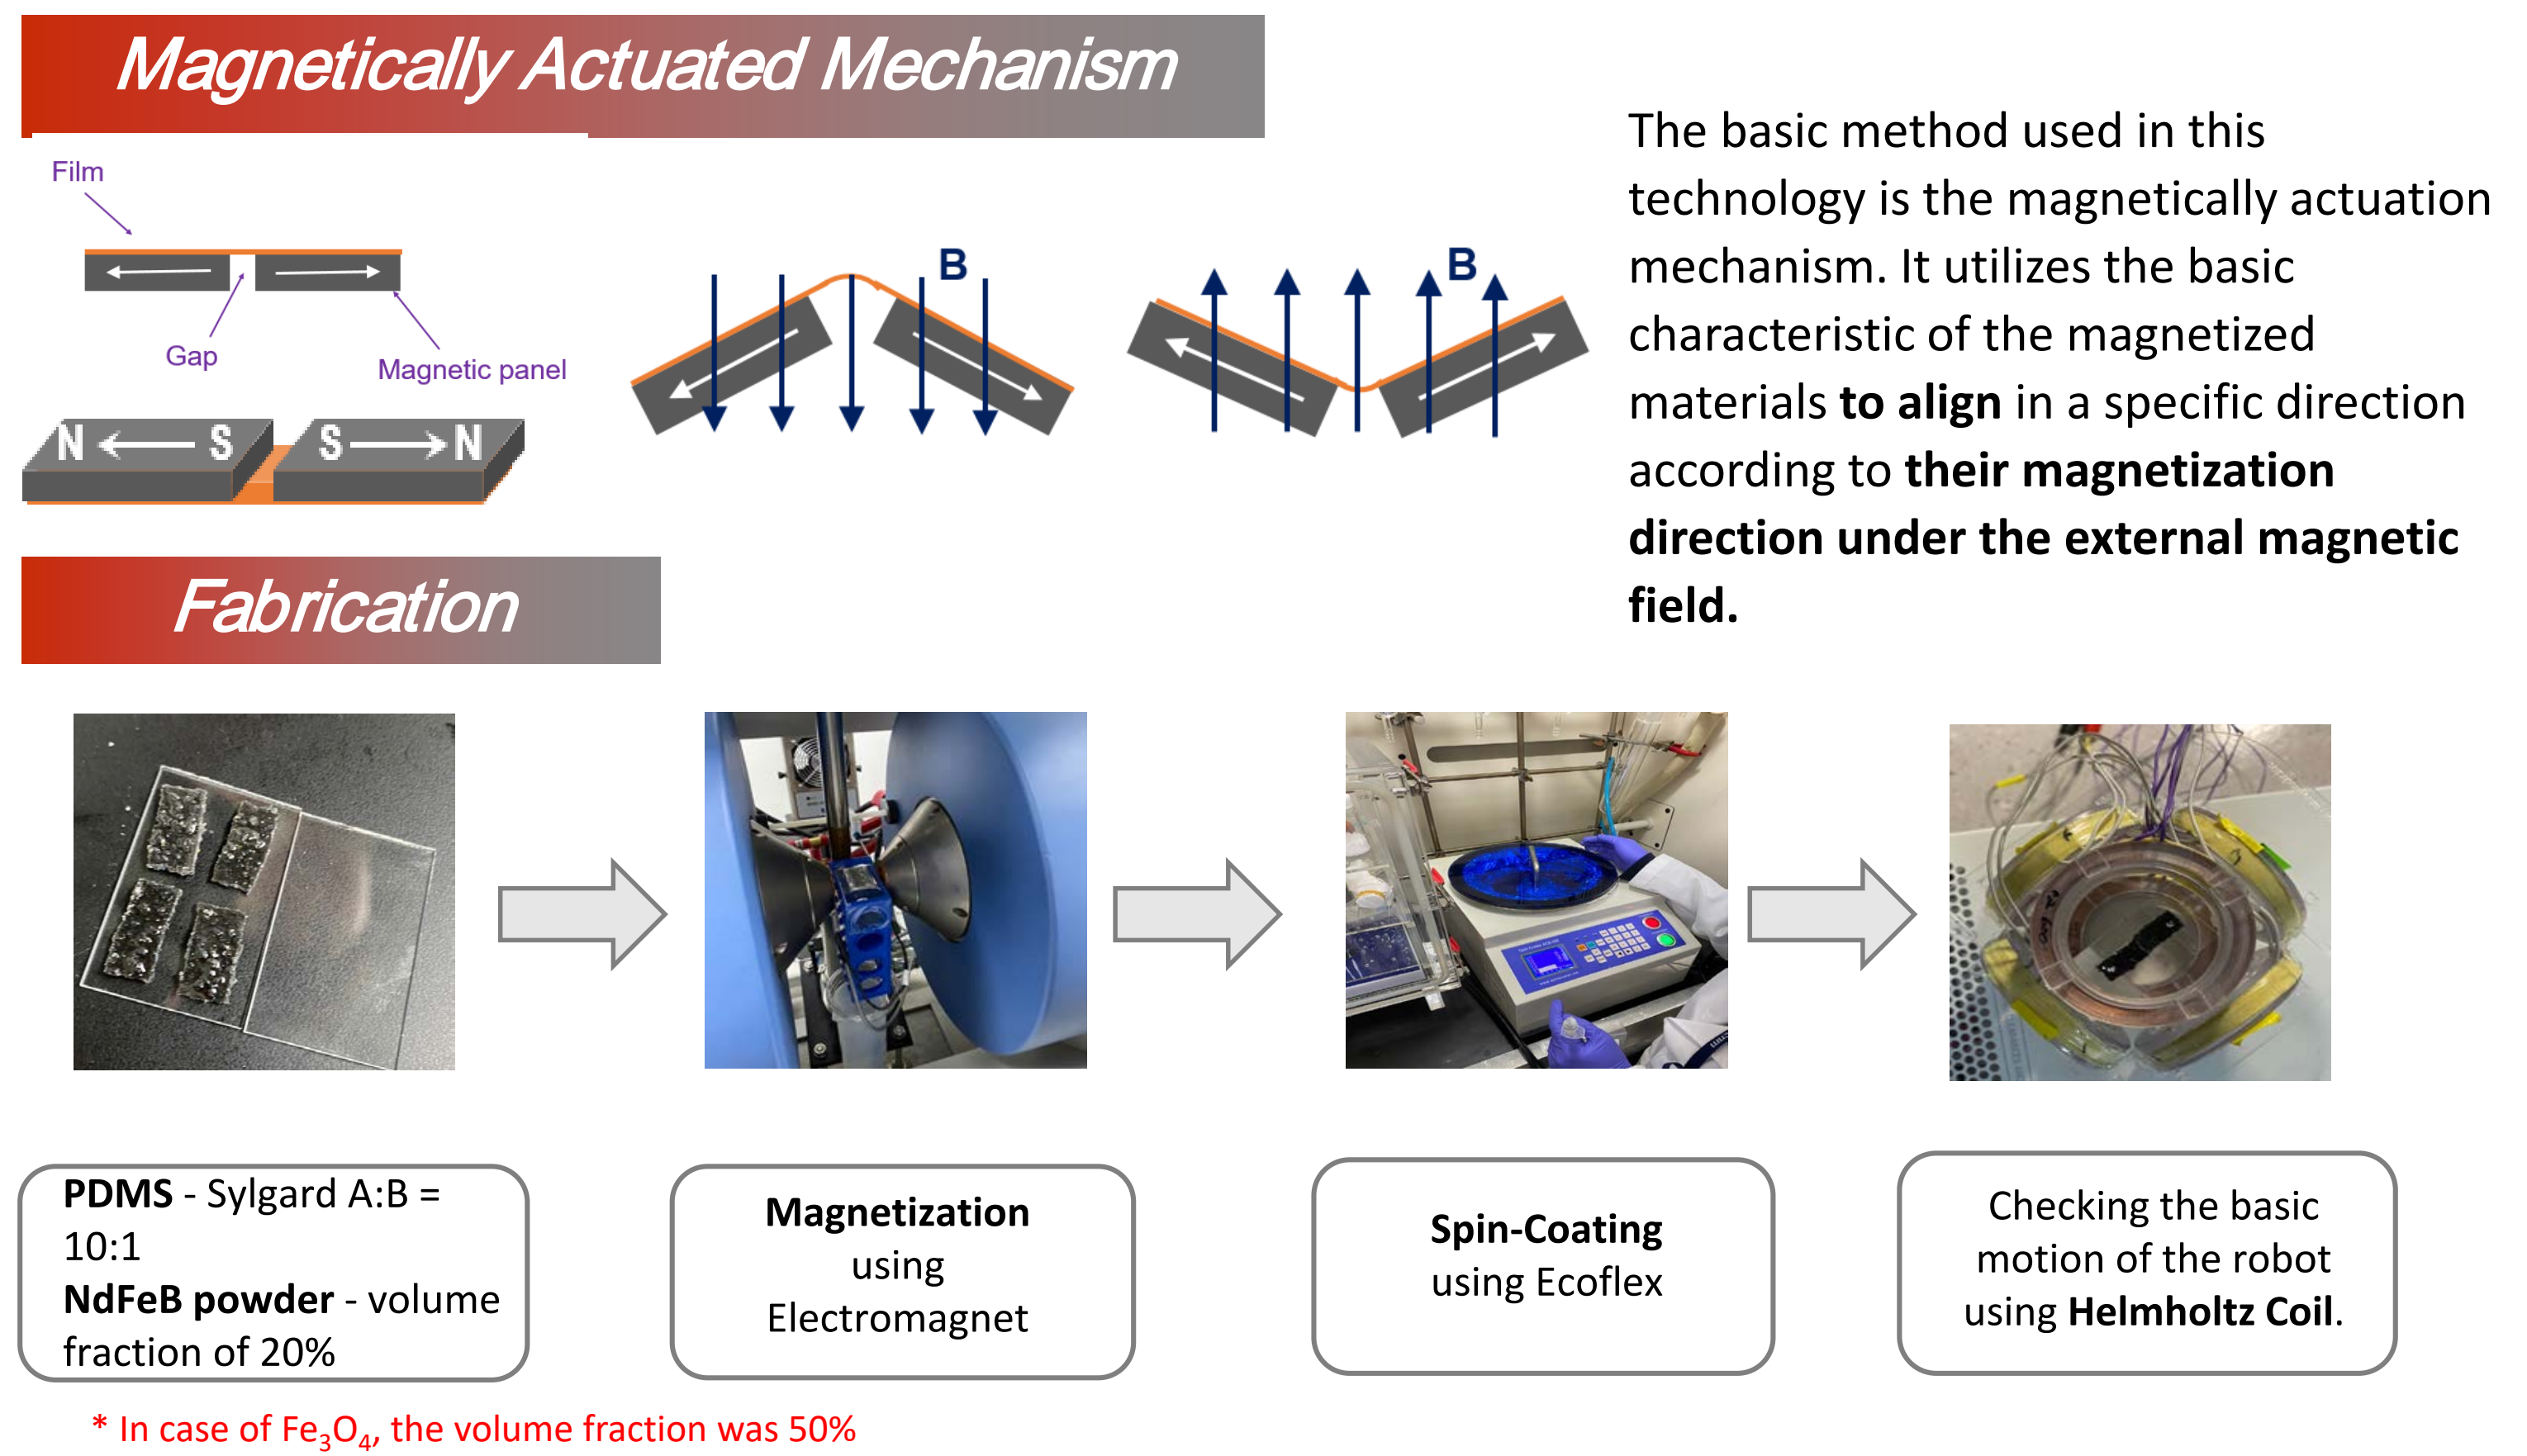 Magnetically Actuated Mechanism
Film
Gap
Magnetic panel
N S S N
B
B
The basic method used in this
technology is the magnetically actuation
mechanism. It utilizes the basic
characteristic of the magnetized
materials to align in a specific direction
according to their magnetization
direction under the external magnetic
field.
Fabrication
PDMS - Sylgard A:B =
10:1
NdFeB powder - volume
fraction of 20%
Magnetization
using
Electromagnet
Spin-Coating
using Ecoflex
Checking the basic
motion of the robot
using Helmholtz Coil.
* In case of Fe₃O₄, the volume fraction was 50%